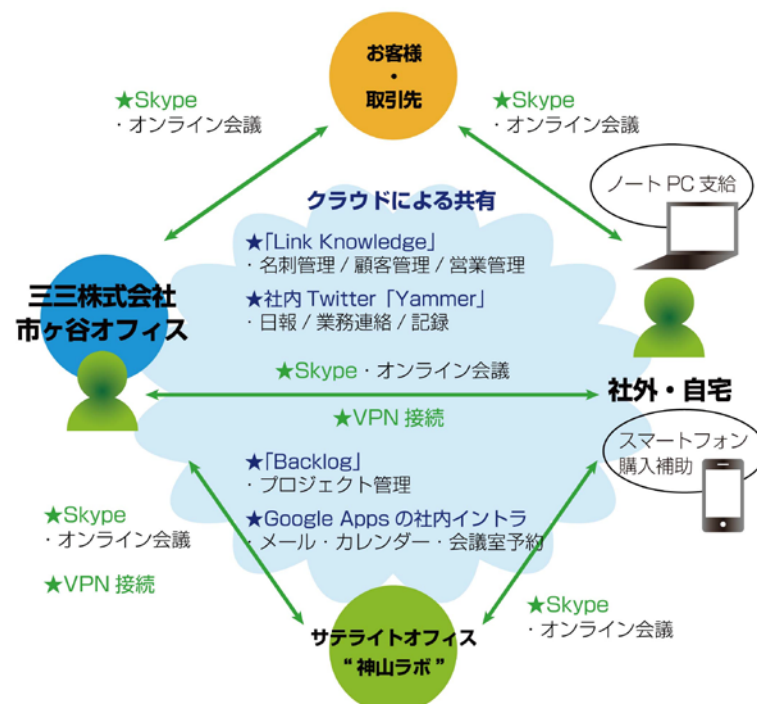 お客様
・
取引先
★Skype
・オンライン会議
★Skype
・オンライン会議
ノートPC支給
クラウドによる共有
★「Link Knowledge」
・名刺管理/顧客管理/営業管理
★社内Twitter「Yammer」
・日報/業務連絡/記録
三三株式会社
市ヶ谷オフィス
★Skype・オンライン会議
★VPN接続
社外・自宅
スマートフォン
購入補助
★「Backlog」
・プロジェクト管理
★Google Appsの社内イントラ
・メール・カレンダー・会議室予約
★Skype
・オンライン会議
★VPN接続
★Skype
・オンライン会議
サテライトオフィス
“神山ラボ”